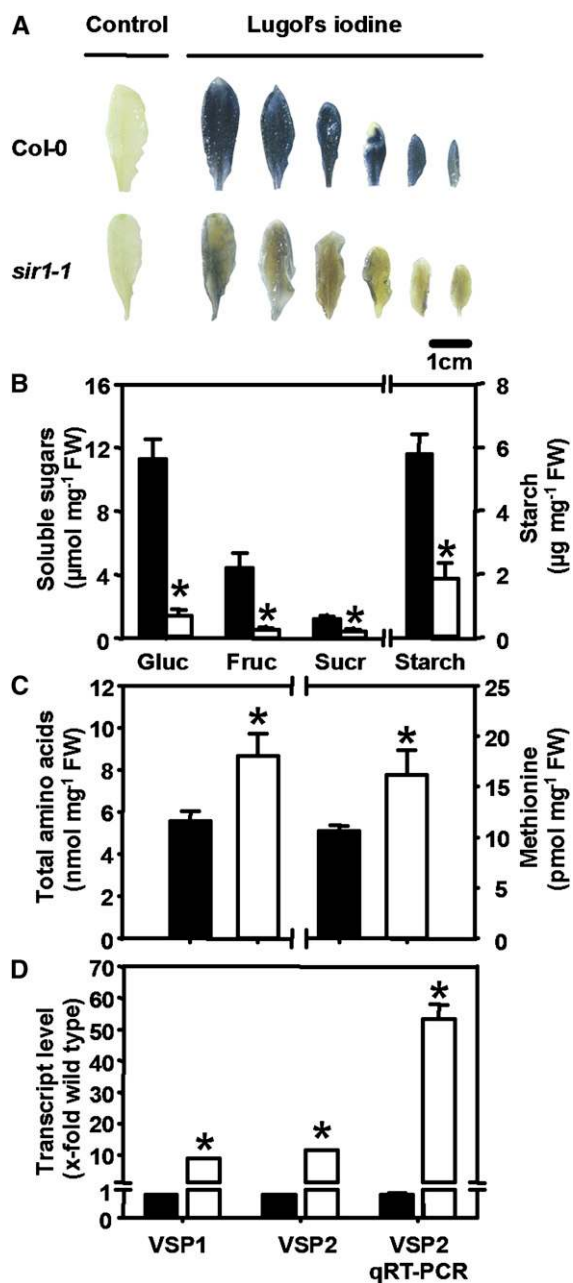 A
Control Lugol's iodine
Col-0
sir1-1
1cm
B
Soluble sugars
(µmol mg-1 FW)
16
12
8
4
0
*
*
*
*
8
6
4
2
0
Starch
(µg mg-1 FW)
Gluc Fruc Sucr Starch
C
Total amino acids
(nmol mg-1 FW)
12
10
8
6
4
2
0
*
*
25
20
15
10
5
0
Methionine
(pmol mg-1 FW)
D
Transcript level
(x-fold wild type)
70
60
50
40
30
20
10
1
0
*
*
*
VSP1 VSP2 VSP2
qRT-PCR